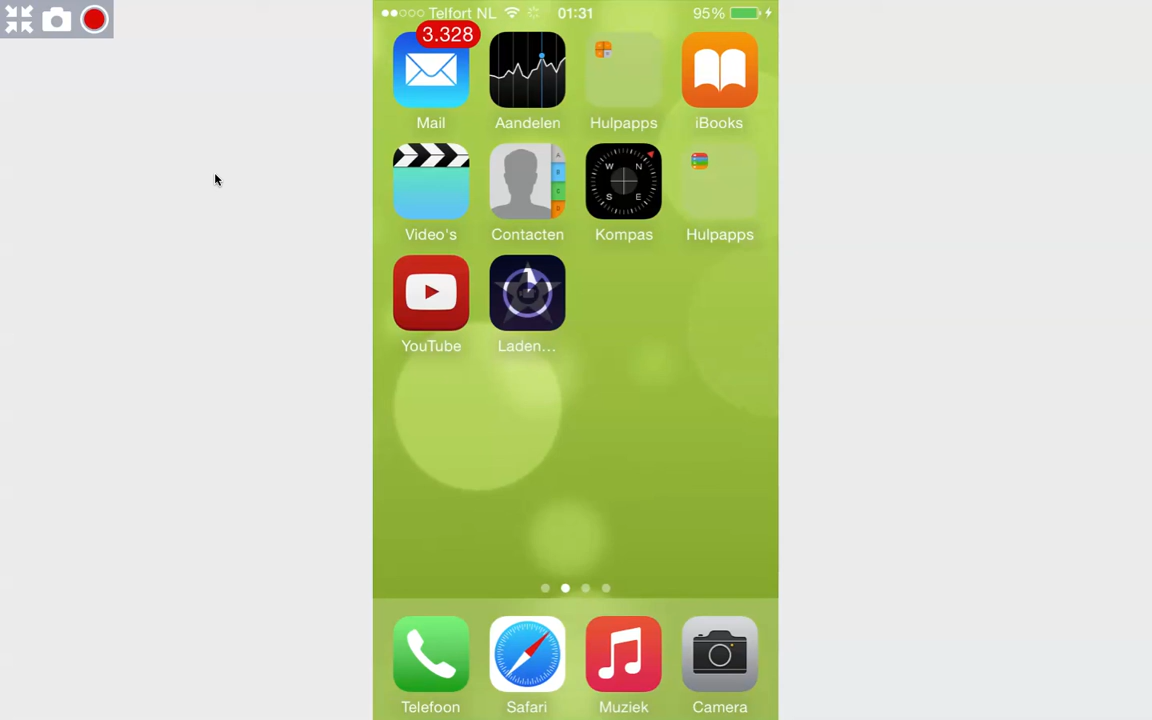 Telfort NL 01:31 95%
3.328
Mail Aandelen Hulpapps iBooks
W N S E
A B C D
Video's Contacten Kompas Hulpapps
YouTube Laden...
Telefoon Safari Muziek Camera